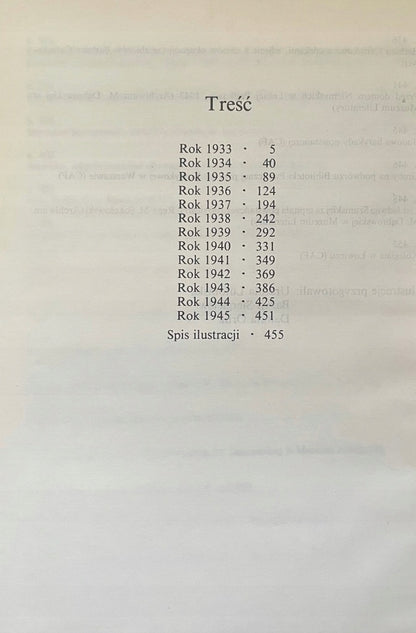 Treść
Rok 1933 · 5
Rok 1934 · 40
Rok 1935 · 89
Rok 1936 · 124
Rok 1937 · 194
Rok 1938 · 242
Rok 1939 · 292
Rok 1940 · 331
Rok 1941 · 349
Rok 1942 · 369
Rok 1943 · 386
Rok 1944 · 425
Rok 1945 · 451
Spis ilustracji · 455